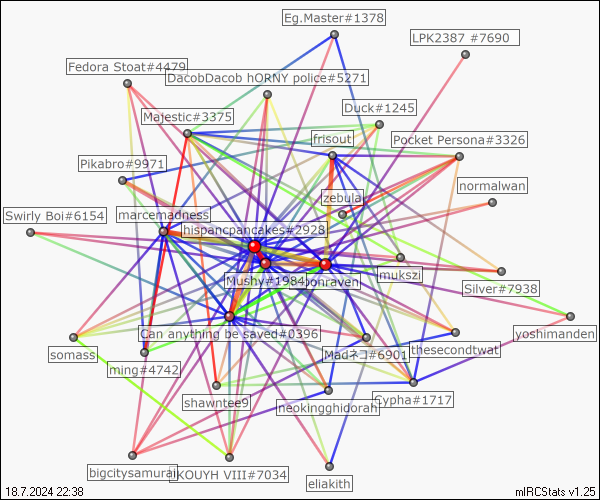 Eg.Master#1378
LPK2387 #7690
Fedora Stoat#4479
DacobDacob hORNY police#5271
Duck#1245
Majestic#3375
frisout
Pocket Persona#3326
Pikabro#9971
zebula
normalwan
Swirly Boi#6154
marcemadness
hispancpancakes#2928
mukszi
Mushy#1984
Silver#7938
Can anything be saved#0396
yoshimanden
somass
ming#4742
Madネコ#6901
thesecondtwat
shawntee9
neokingghidorah
Cypha#1717
bigcitysamurai
KOUYH VIII#7034
eliakith
18.7.2024 22:38
mIRCStats v1.25